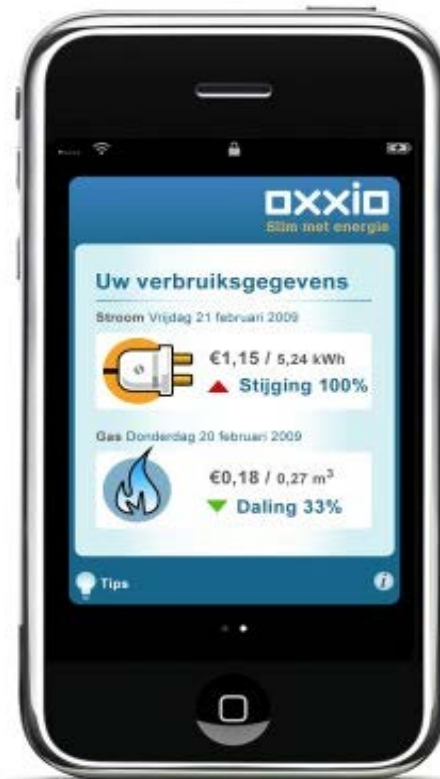 oxxio
Slim met energie
Uw verbruiksgegevens
Stroom Vrijdag 21 februari 2009
€1,15 / 5,24 kWh
Stijging 100%
Gas Donderdag 20 februari 2009
€0,18 / 0,27 m³
Daling 33%
Tips
i